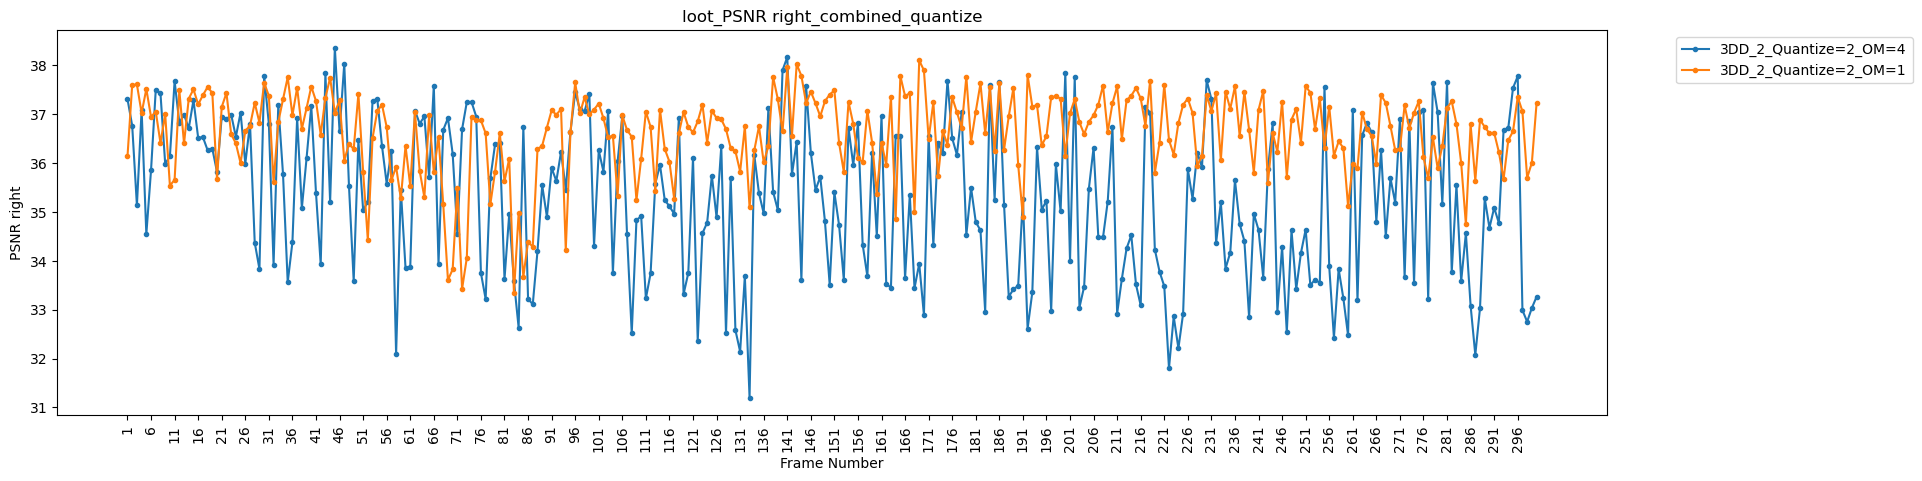 loot_PSNR right_combined_quantize
3DD_2_Quantize=2_OM=4
3DD_2_Quantize=2_OM=1
PSNR right
38
37
36
35
34
33
32
31
1 6 11 16 21 26 31 36 41 46 51 56 61 66 71 76 81 86 91 96 101 106 111 116 121 126 131 136 141 146 151 156 161 166 171 176 181 186 191 196 201 206 211 216 221 226 231 236 241 246 251 256 261 266 271 276 281 286 291 296
Frame Number